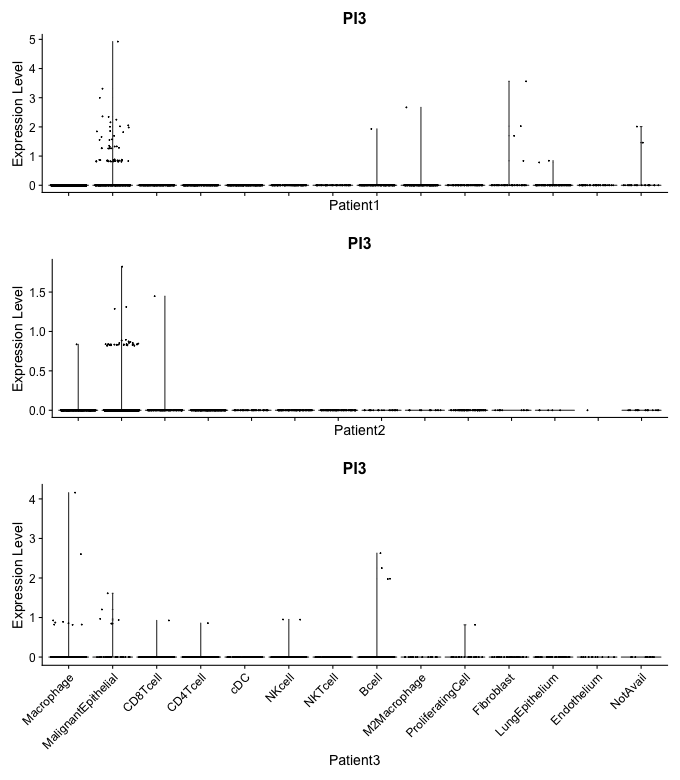 PI3
Expression Level
5
4
3
2
1
0
Patient1
PI3
Expression Level
1.5
1.0
0.5
0.0
Patient2
PI3
Expression Level
4
3
2
1
0
Macrophage
MalignantEpithelial
CD8Tcell
CD4Tcell
cDC
NKcell
NKTcell
Bcell
M2Macrophage
ProliferatingCell
Fibroblast
LungEpithelium
Endothelium
NotAvail
Patient3